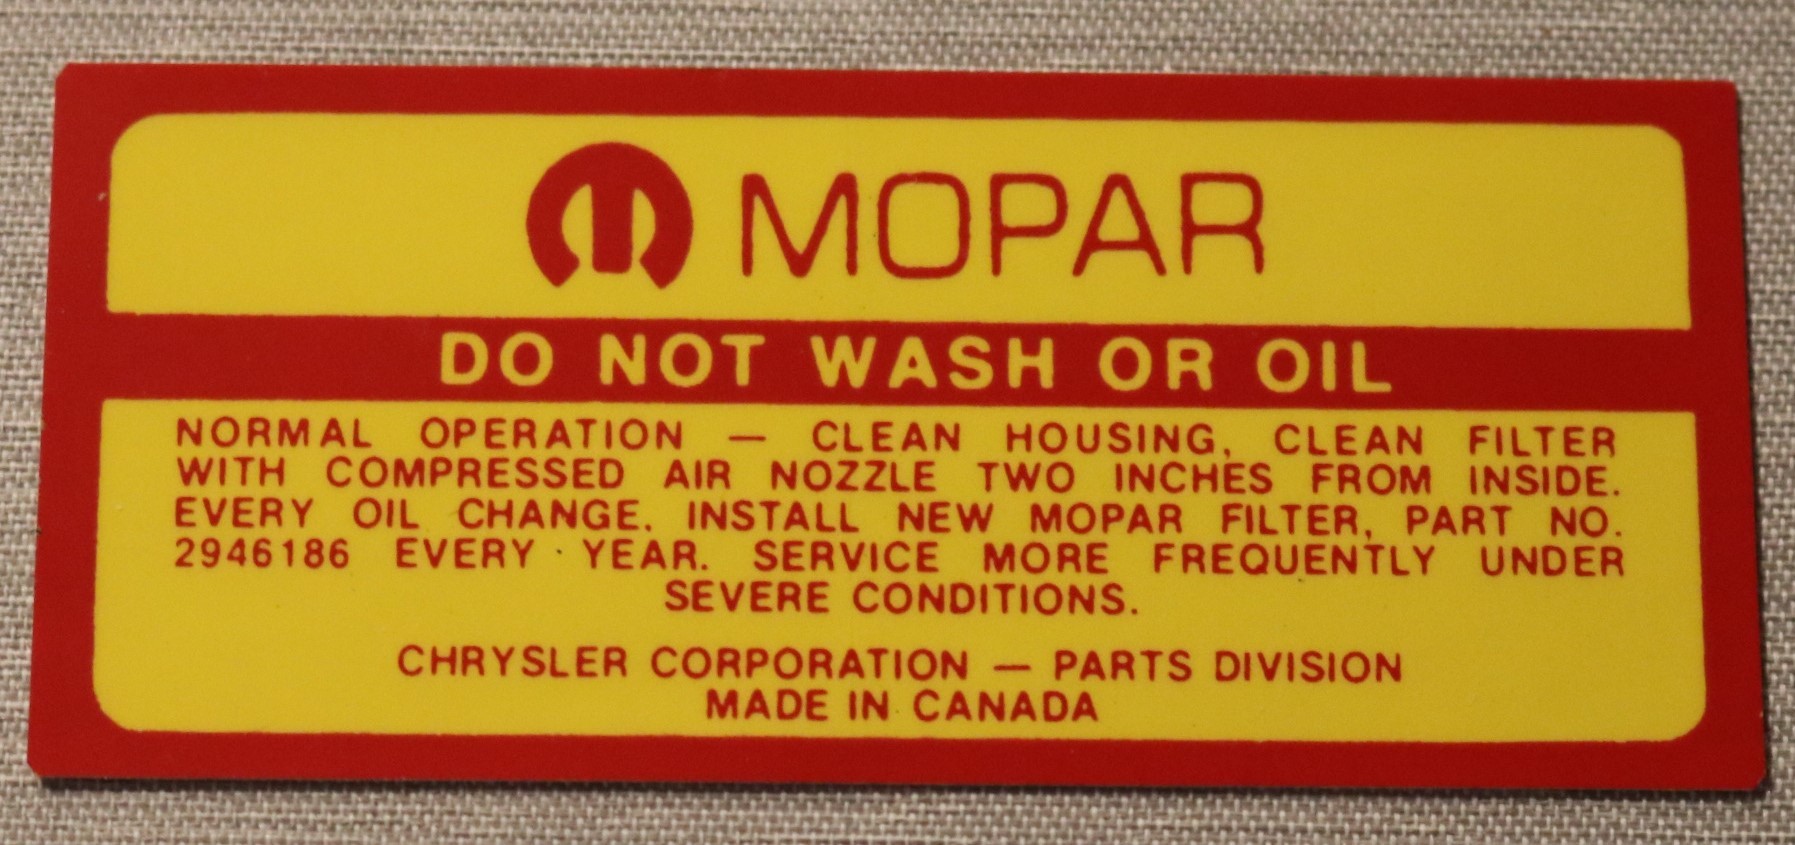 MOPAR
DO NOT WASH OR OIL
NORMAL OPERATION — CLEAN HOUSING, CLEAN FILTER
WITH COMPRESSED AIR NOZZLE TWO INCHES FROM INSIDE.
EVERY OIL CHANGE. INSTALL NEW MOPAR FILTER, PART NO.
2946186 EVERY YEAR. SERVICE MORE FREQUENTLY UNDER
SEVERE CONDITIONS.
CHRYSLER CORPORATION — PARTS DIVISION
MADE IN CANADA